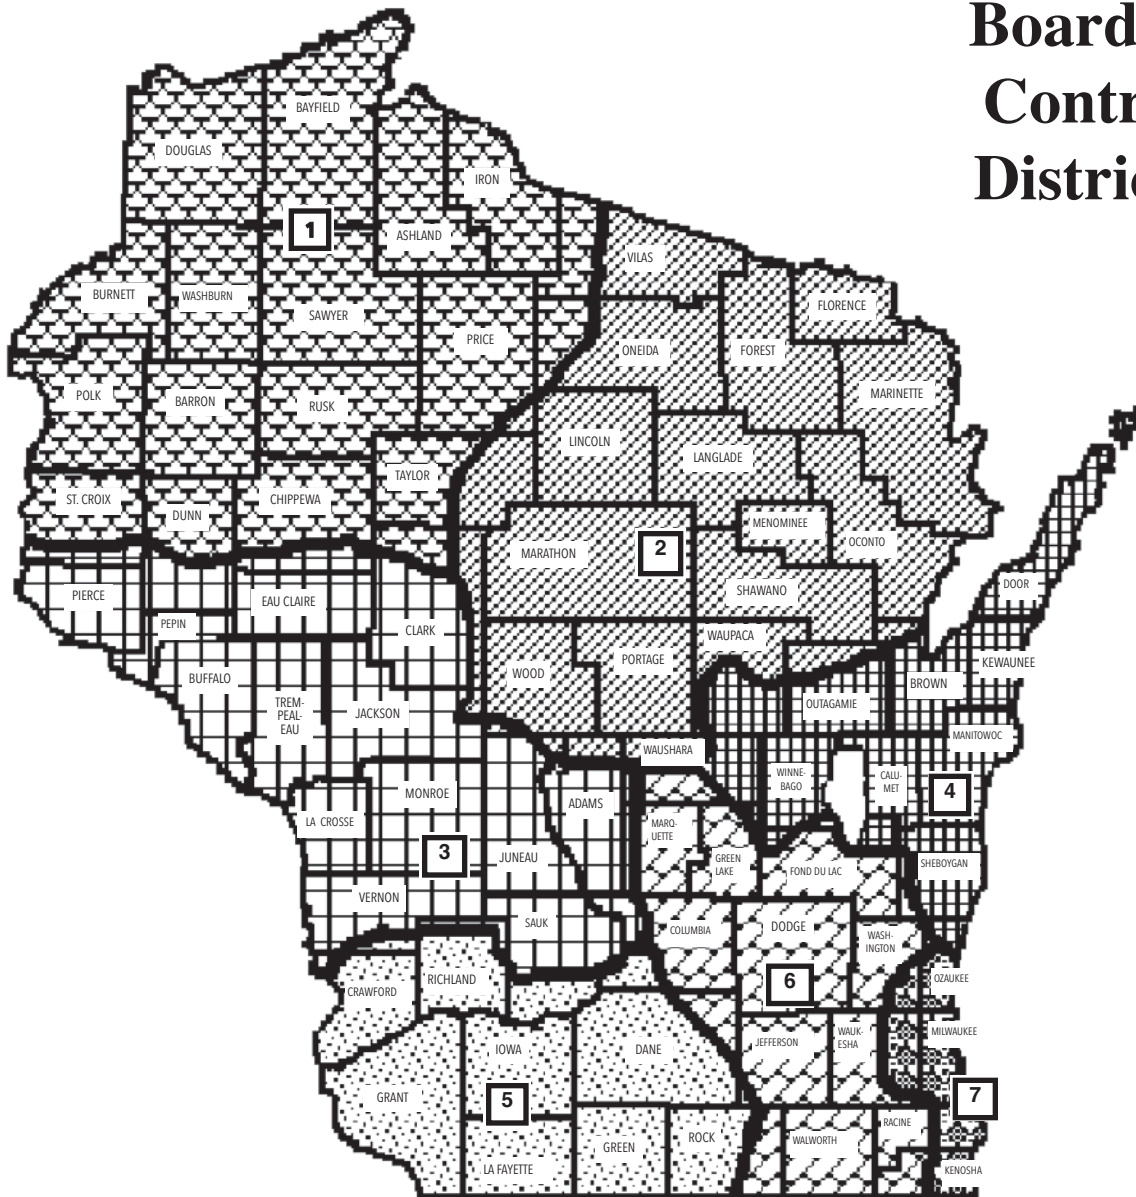 Board
Contr
Distric
BAYFIELD
DOUGLAS
IRON
1
ASHLAND
VILAS
BURNETT
WASHBURN
SAWYER
FLORENCE
PRICE
ONEIDA
FOREST
POLK
BARRON
RUSK
MARINETTE
LINCOLN
LANGLADE
TAYLOR
ST. CROIX
DUNN
CHIPPEWA
MENOMINEE
MARATHON
2
OCONTO
DOOR
PIERCE
EAU CLAIRE
SHAWANO
PEPIN
CLARK
WAUPACA
WOOD
PORTAGE
KEWAUNEE
BUFFALO
BROWN
TREM-
PEAL-
EAU
JACKSON
OUTAGAMIE
MANITOWOC
WAUSHARA
WINNE-
BAGO
CALU-
MET
4
MONROE
ADAMS
LA CROSSE
MARQ-
UETTE
3
JUNEAU
GREEN
LAKE
FOND DU LAC
SHEBOYGAN
VERNON
SAUK
COLUMBIA
DODGE
WASH-
INGTON
CRAWFORD
RICHLAND
6
OZAUKEE
IOWA
DANE
JEFFERSON
WAUK-
ESHA
MILWAUKEE
GRANT
5
7
GREEN
ROCK
WALWORTH
RACINE
LA FAYETTE
KENOSHA